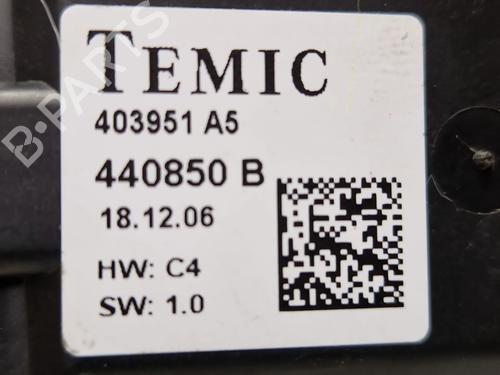 TEMIC
403951 A5
440850 B
18.12.06
HW: C4
SW: 1.0
B-PARTS